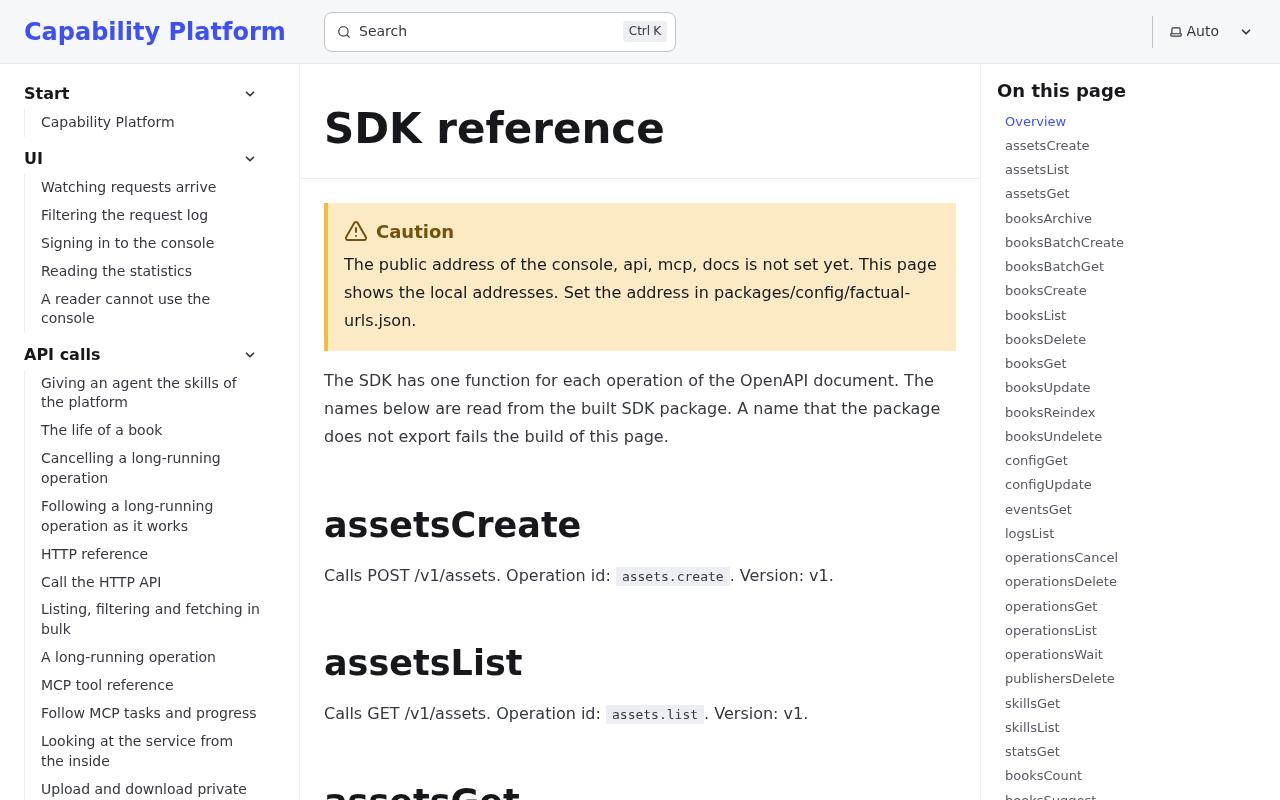 Capability Platform
Search
Ctrl K
Auto
Start
Capability Platform
UI
Watching requests arrive
Filtering the request log
Signing in to the console
Reading the statistics
A reader cannot use the
console
API calls
Giving an agent the skills of
the platform
The life of a book
Cancelling a long-running
operation
Following a long-running
operation as it works
HTTP reference
Call the HTTP API
Listing, filtering and fetching in
bulk
A long-running operation
MCP tool reference
Follow MCP tasks and progress
Looking at the service from
the inside
Upload and download private
SDK reference
Caution
The public address of the console, api, mcp, docs is not set yet. This page
shows the local addresses. Set the address in packages/config/factual-
urls.json.
The SDK has one function for each operation of the OpenAPI document. The
names below are read from the built SDK package. A name that the package
does not export fails the build of this page.
assetsCreate
Calls POST /v1/assets. Operation id: assets.create. Version: v1.
assetsList
Calls GET /v1/assets. Operation id: assets.list. Version: v1.
assetsGet
On this page
Overview
assetsCreate
assetsList
assetsGet
booksArchive
booksBatchCreate
booksBatchGet
booksCreate
booksList
booksDelete
booksGet
booksUpdate
booksReindex
booksUndelete
configGet
configUpdate
eventsGet
logsList
operationsCancel
operationsDelete
operationsGet
operationsList
operationsWait
publishersDelete
skillsGet
skillsList
statsGet
booksCount
booksSuggest